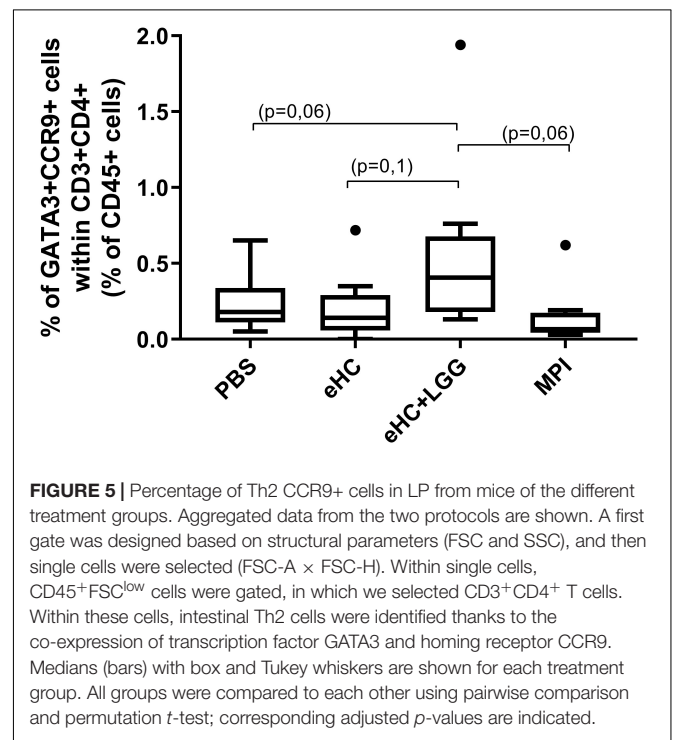 % of GATA3+CCR9+ cells
within CD3+CD4+
(% of CD45+ cells)
2.0
1.5
1.0
0.5
0.0
(p=0,06)
(p=0,06)
(p=0,1)
PBS
eHC
eHC+LGG
MPI
FIGURE 5 | Percentage of Th2 CCR9+ cells in LP from mice of the different
treatment groups. Aggregated data from the two protocols are shown. A first
gate was designed based on structural parameters (FSC and SSC), and then
single cells were selected (FSC-A × FSC-H). Within single cells,
CD45⁺FSCˡᵒʷ cells were gated, in which we selected CD3⁺CD4⁺ T cells.
Within these cells, intestinal Th2 cells were identified thanks to the
co-expression of transcription factor GATA3 and homing receptor CCR9.
Medians (bars) with box and Tukey whiskers are shown for each treatment
group. All groups were compared to each other using pairwise comparison
and permutation t-test; corresponding adjusted p-values are indicated.